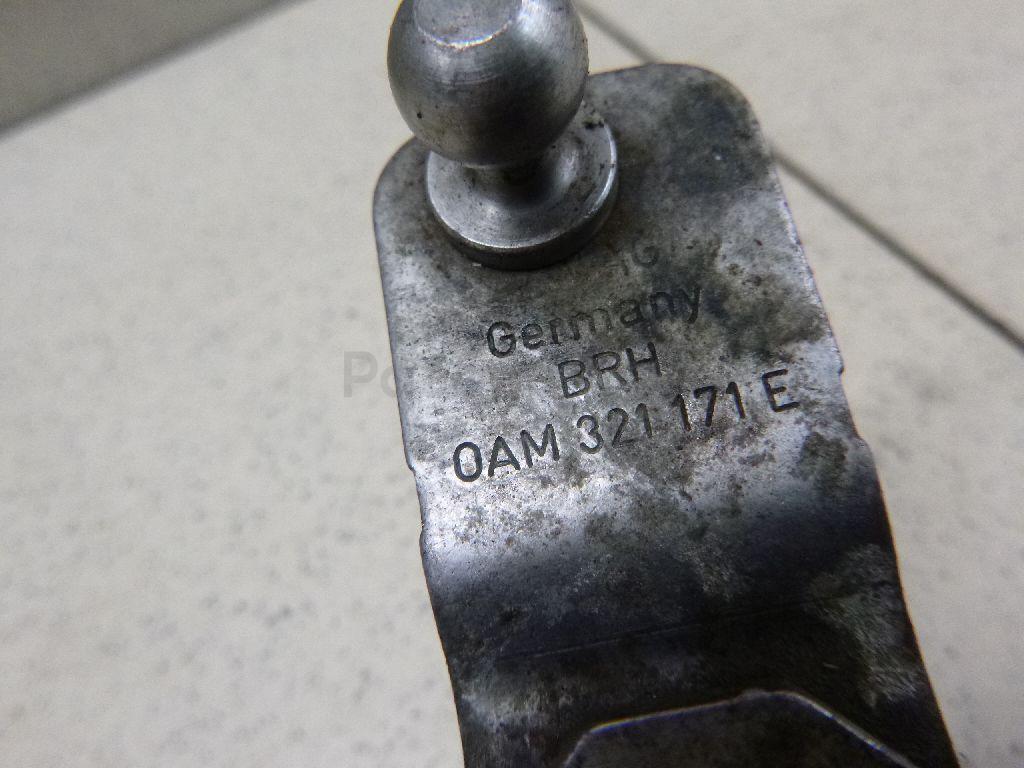 Germany
BRH
0AM 321 171 E